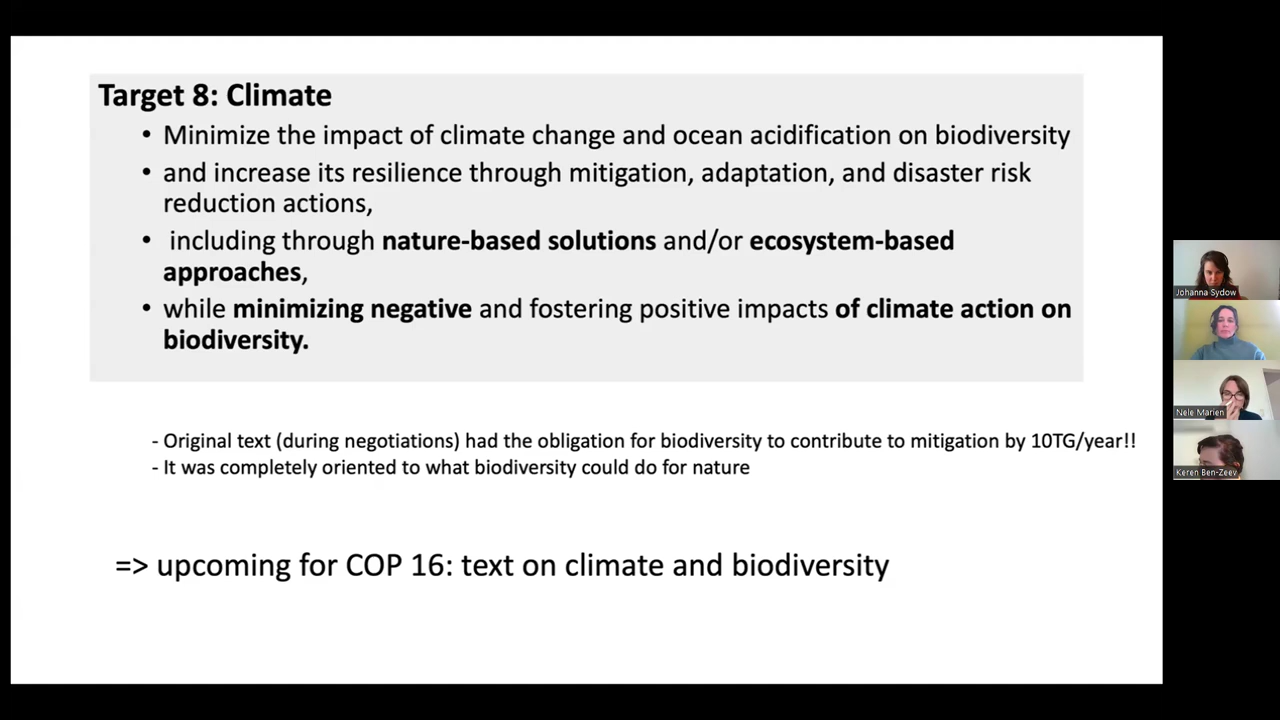 Target 8: Climate
• Minimize the impact of climate change and ocean acidification on biodiversity
• and increase its resilience through mitigation, adaptation, and disaster risk
reduction actions,
• including through nature-based solutions and/or ecosystem-based
approaches,
• while minimizing negative and fostering positive impacts of climate action on
biodiversity.
- Original text (during negotiations) had the obligation for biodiversity to contribute to mitigation by 10TG/year!!
- It was completely oriented to what biodiversity could do for nature
=> upcoming for COP 16: text on climate and biodiversity
Johanna Sydow
Nele Marien
Keren Ben-Zeev